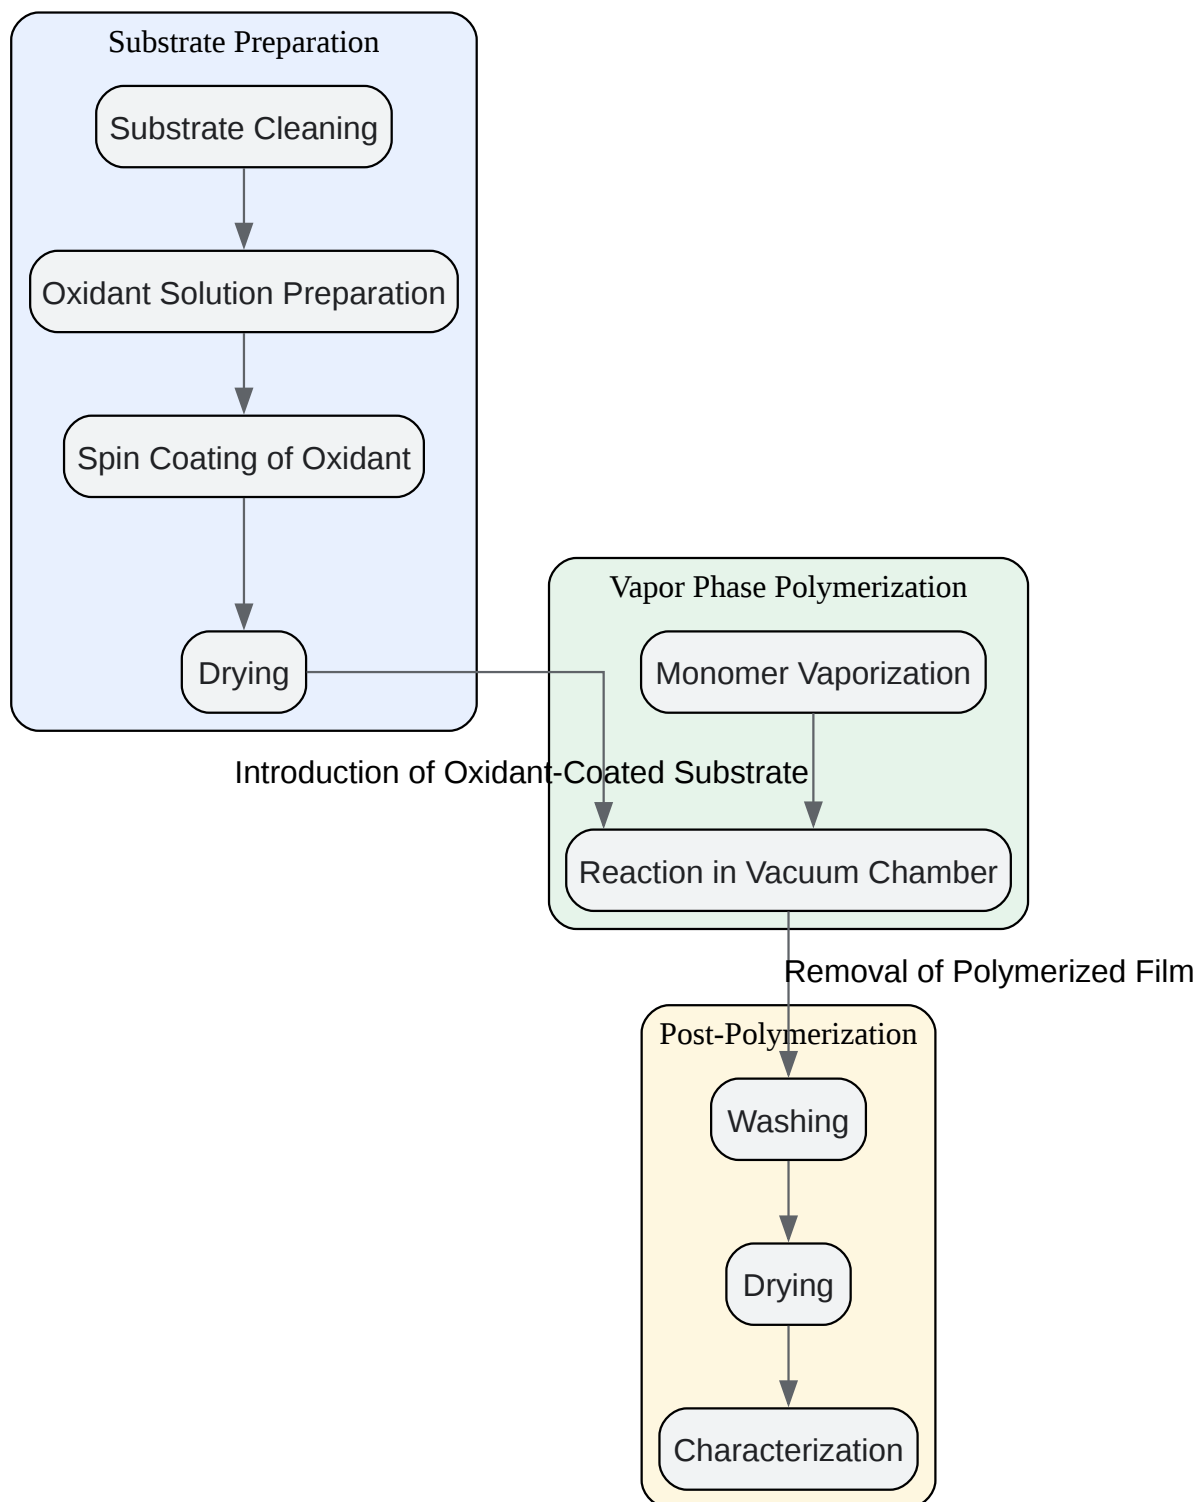 Substrate Preparation
Substrate Cleaning
Oxidant Solution Preparation
Spin Coating of Oxidant
Drying
Vapor Phase Polymerization
Monomer Vaporization
Introduction of Oxidant-Coated Substrate
Reaction in Vacuum Chamber
Removal of Polymerized Film
Post-Polymerization
Washing
Drying
Characterization